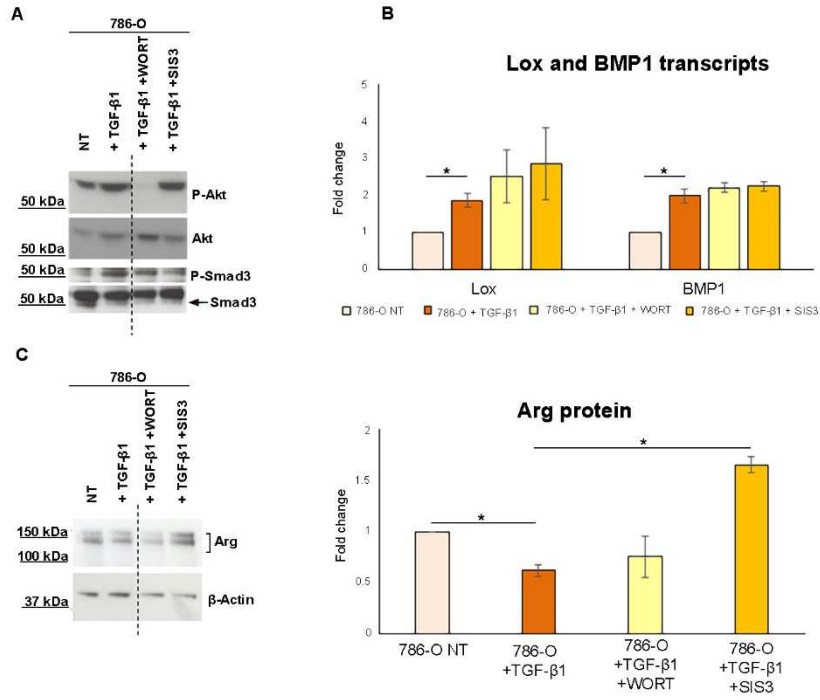 A
786-O
NT
+ TGF-β1
+ TGF-β1 +WORT
+ TGF-β1 +SIS3
50 kDa
P-Akt
50 kDa
Akt
50 kDa
P-Smad3
50 kDa
Smad3
B
Lox and BMP1 transcripts
Fold change
5
4
3
2
1
0
*
*
Lox
BMP1
786-O NT
786-O + TGF-β1
786-O + TGF-β1 + WORT
786-O + TGF-β1 + SIS3
C
786-O
NT
+ TGF-β1
+ TGF-β1 +WORT
+ TGF-β1 +SIS3
150 kDa
100 kDa
Arg
37 kDa
β-Actin
Arg protein
Fold change
2
1.5
1
0.5
0
*
*
786-O NT
786-O
+TGF-β1
786-O
+TGF-β1
+WORT
786-O
+TGF-β1
+SIS3